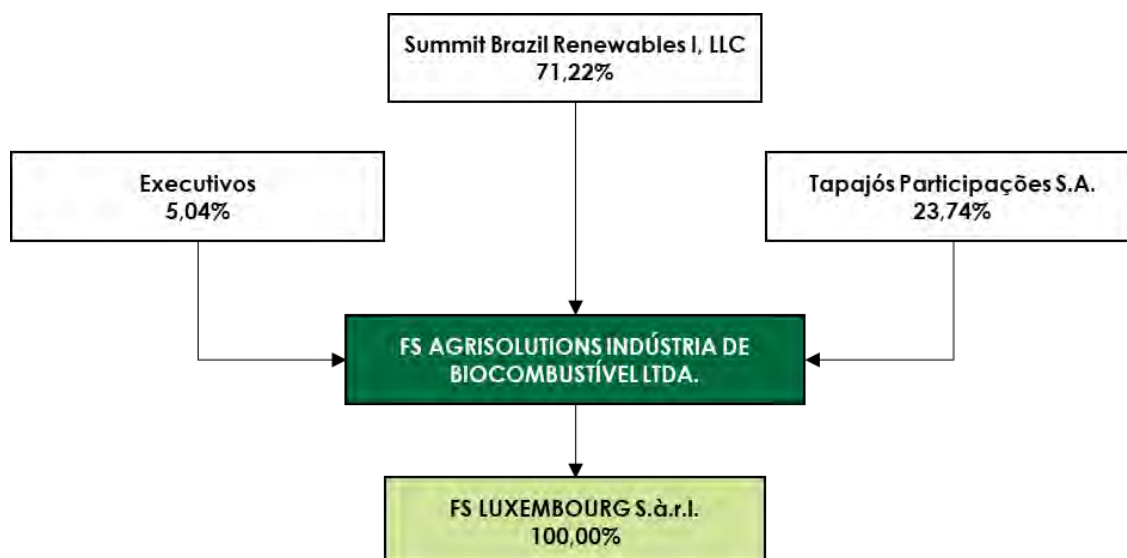 Summit Brazil Renewables I, LLC
71,22%
Executivos
5,04%
Tapajós Participações S.A.
23,74%
FS AGRISOLUTIONS INDÚSTRIA DE
BIOCOMBUSTÍVEL LTDA.
FS LUXEMBOURG S.à.r.l.
100,00%